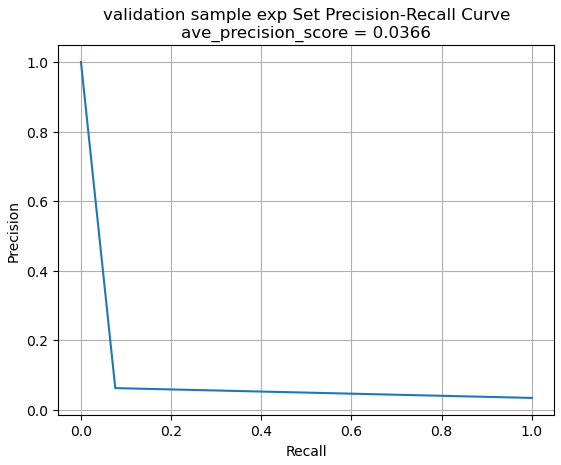 validation sample exp Set Precision-Recall Curve
ave_precision_score = 0.0366
1.0
0.8
0.6
0.4
0.2
0.0
Precision
0.0 0.2 0.4 0.6 0.8 1.0
Recall